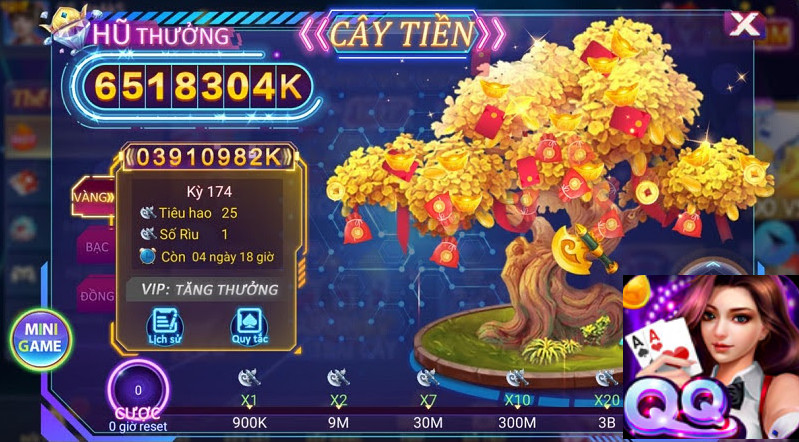 HŨ THƯỞNG
CÂY TIỀN
X
6518304K
03910982K
VÀNG
Kỳ 174
Tiêu hao 25
Số Rìu 1
BẠC
Còn 04 ngày 18 giờ
ĐỒNG
VIP: TĂNG THƯỞNG
Lịch sử
Quy tắc
MINI
GAME
0
CƯỢC
0 giờ reset
X1 X2 X7 X10 X20
900K 9M 30M 300M 3B
A A
QQ